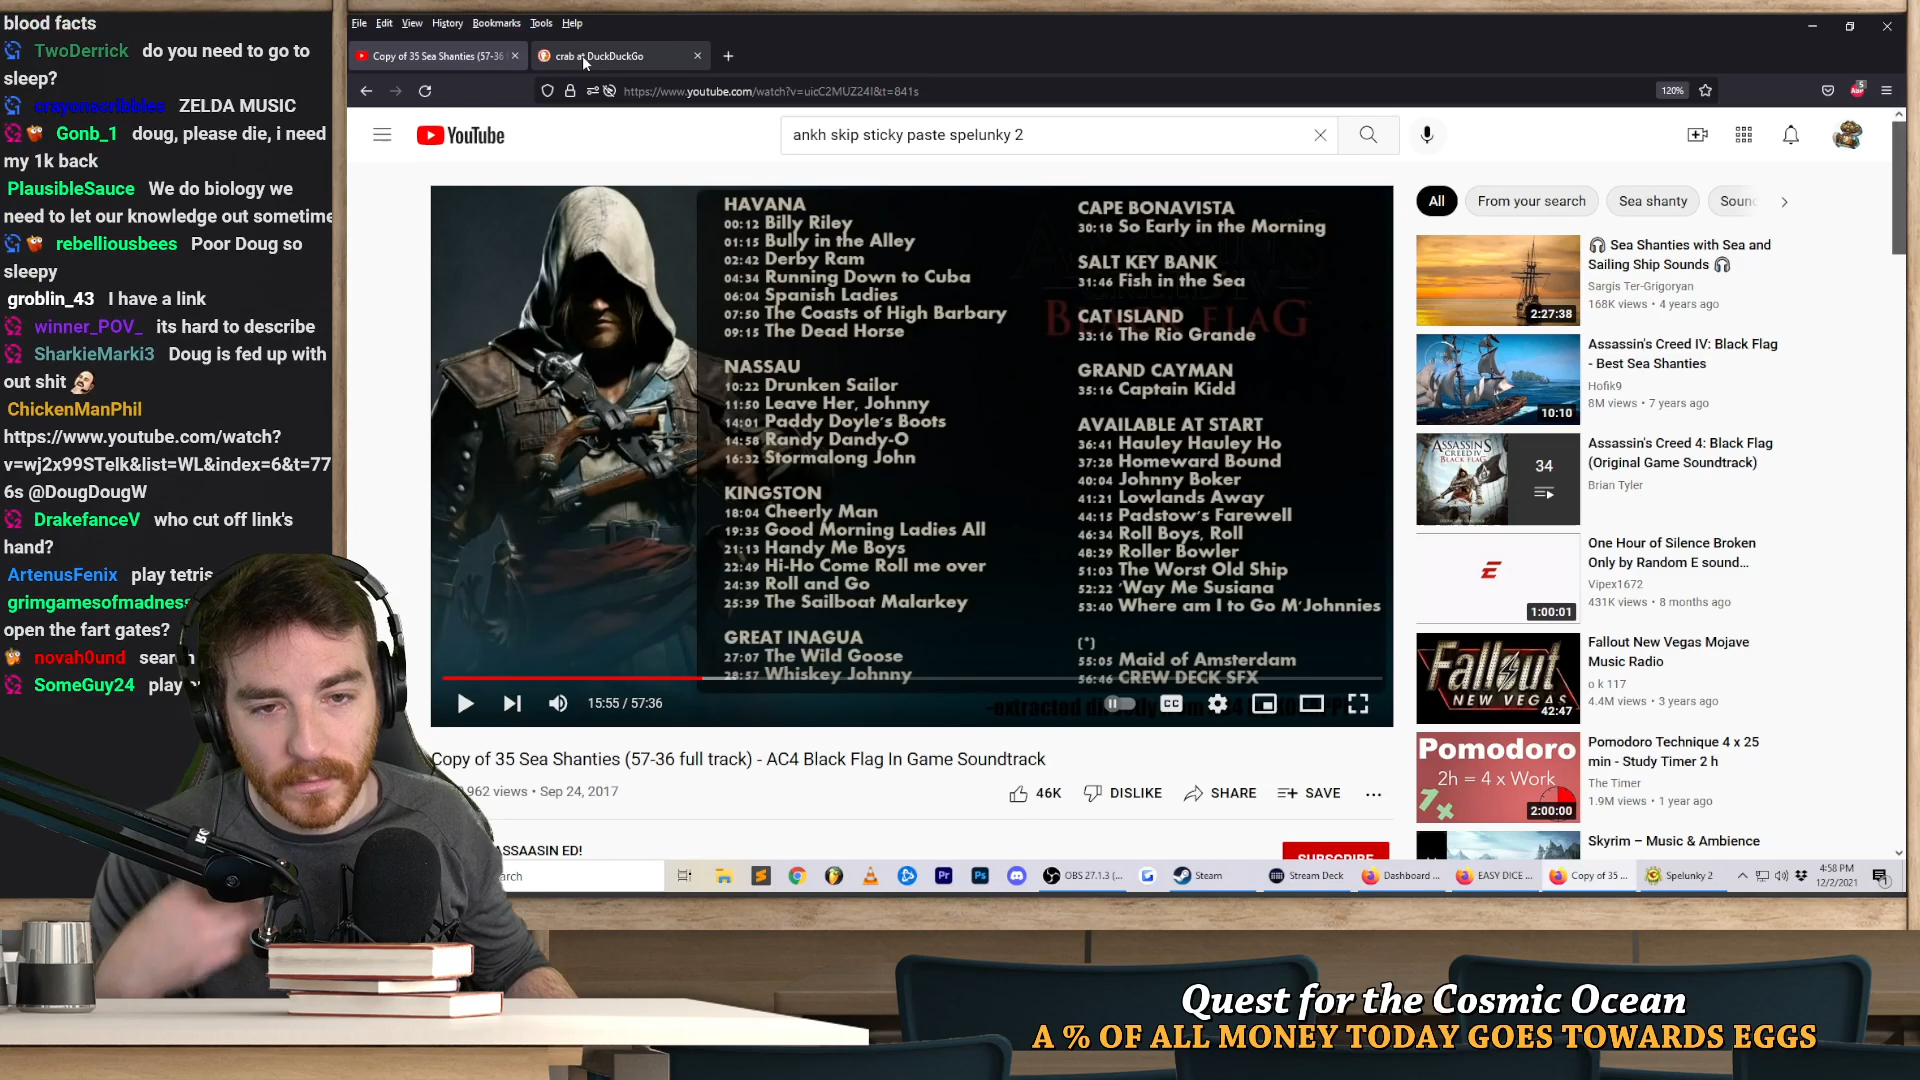 blood facts
TwoDerrick do you need to go to
sleep?
crayonscribbles ZELDA MUSIC
Gonb_1 doug, please die, i need
my 1k back
PlausibleSauce We do biology we
need to let our knowledge out sometime
rebelliousbees Poor Doug so
sleepy
groblin_43 I have a link
winner_POV_ its hard to describe
SharkieMarki3 Doug is fed up with
out shit
ChickenManPhil
https://www.youtube.com/watch?
v=wj2x99STelk&list=WL&index=6&t=77
6s @DougDougW
DrakefanceV who cut off link's
hand?
ArtenusFenix play tetris
grimgamesofmadness
open the fart gates?
novah0und sear
SomeGuy24 play
File Edit View History Bookmarks Tools Help
Copy of 35 Sea Shanties (57-36
crab at DuckDuckGo
https://www.youtube.com/watch?v=uicC2MUZ24I&t=841s
120%
YouTube
ankh skip sticky paste spelunky 2
HAVANA
00:12 Billy Riley
01:15 Bully in the Alley
02:42 Derby Ram
04:34 Running Down to Cuba
06:04 Spanish Ladies
07:50 The Coasts of High Barbary
09:15 The Dead Horse
NASSAU
10:22 Drunken Sailor
11:50 Leave Her, Johnny
14:01 Paddy Doyle's Boots
14:58 Randy Dandy-O
16:32 Stormalong John
KINGSTON
18:04 Cheerly Man
19:35 Good Morning Ladies All
21:13 Handy Me Boys
22:49 Hi-Ho Come Roll me over
24:39 Roll and Go
25:39 The Sailboat Malarkey
GREAT INAGUA
27:07 The Wild Goose
28:57 Whiskey Johnny
CAPE BONAVISTA
30:18 So Early in the Morning
SALT KEY BANK
31:46 Fish in the Sea
CAT ISLAND
33:16 The Rio Grande
GRAND CAYMAN
35:16 Captain Kidd
AVAILABLE AT START
36:41 Hauley Hauley Ho
37:28 Homeward Bound
40:04 Johnny Boker
41:21 Lowlands Away
44:15 Padstow's Farewell
46:34 Roll Boys, Roll
48:29 Roller Bowler
51:03 The Worst Old Ship
52:22 'Way Me Susiana
53:40 Where am I to Go M'Johnnies
(*)
55:05 Maid of Amsterdam
56:46 CREW DECK SFX
15:55 / 57:36
CC
Copy of 35 Sea Shanties (57-36 full track) - AC4 Black Flag In Game Soundtrack
962 views • Sep 24, 2017
46K DISLIKE SHARE SAVE ...
ASSAASIN ED!
SUBSCRIBE
All From your search Sea shanty Soun
Sea Shanties with Sea and
Sailing Ship Sounds
Sargis Ter-Grigoryan
168K views • 4 years ago
2:27:38
Assassin's Creed IV: Black Flag
- Best Sea Shanties
Hofik9
8M views • 7 years ago
10:10
Assassin's Creed 4: Black Flag
(Original Game Soundtrack)
Brian Tyler
34
One Hour of Silence Broken
Only by Random E sound...
Vipex1672
431K views • 8 months ago
1:00:01
Fallout New Vegas Mojave
Music Radio
o k 117
4.4M views • 3 years ago
Fallout
NEW VEGAS
42:47
Pomodoro Technique 4 x 25
min - Study Timer 2 h
The Timer
1.9M views • 1 year ago
Pomodoro
2h = 4 x Work
1x
2:00:00
Skyrim – Music & Ambience
arch
OBS 27.1.3 (...
Steam
Stream Deck
Dashboard ...
EASY DICE ...
Copy of 35 ...
Spelunky 2
4:58 PM
12/2/2021
Quest for the Cosmic Ocean
A % OF ALL MONEY TODAY GOES TOWARDS EGGS